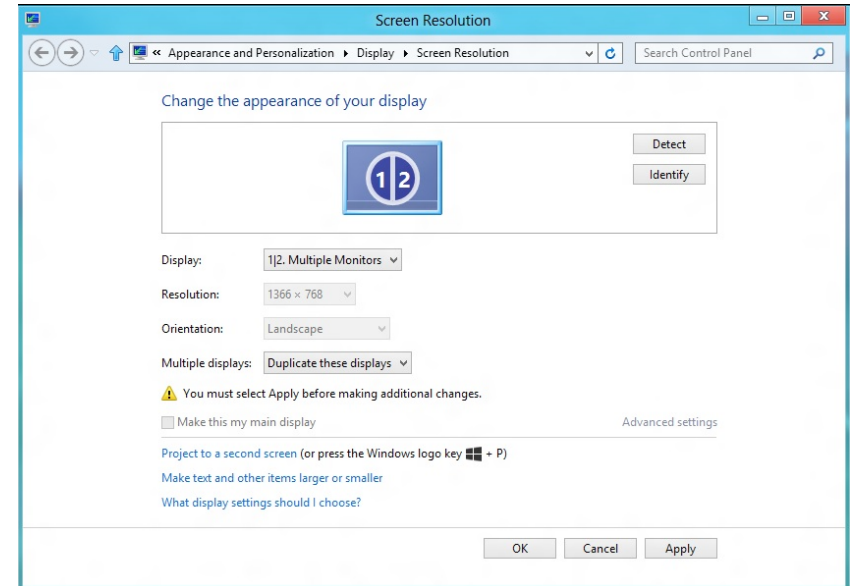 Screen Resolution
« Appearance and Personalization ▸ Display ▸ Screen Resolution
Search Control Panel
Change the appearance of your display
1|2
Detect
Identify
Display: 1|2. Multiple Monitors
Resolution: 1366 × 768
Orientation: Landscape
Multiple displays: Duplicate these displays
You must select Apply before making additional changes.
Make this my main display Advanced settings
Project to a second screen (or press the Windows logo key + P)
Make text and other items larger or smaller
What display settings should I choose?
OK Cancel Apply